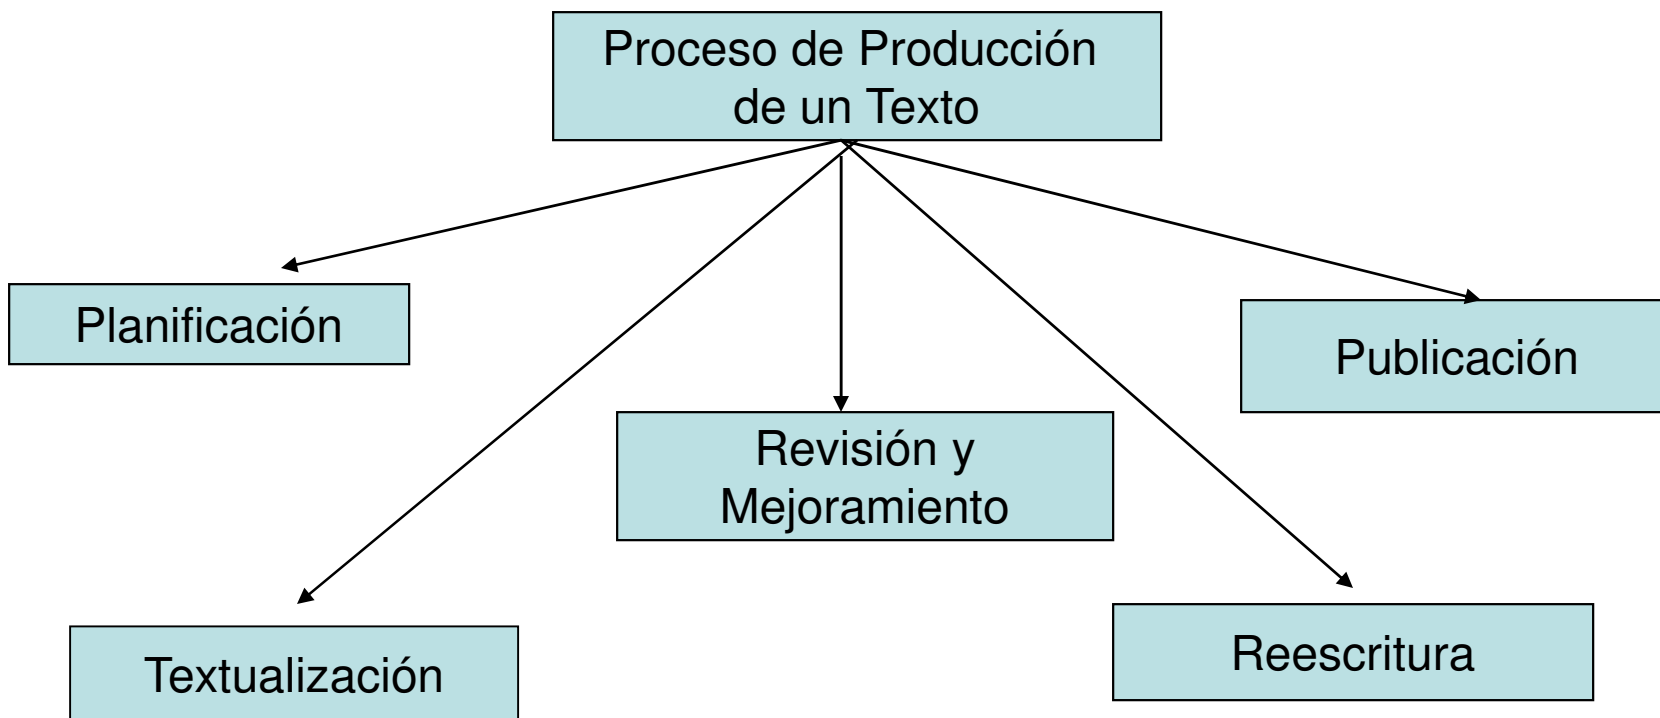 Proceso de Producción
de un Texto
Planificación
Publicación
Revisión y
Mejoramiento
Textualización
Reescritura